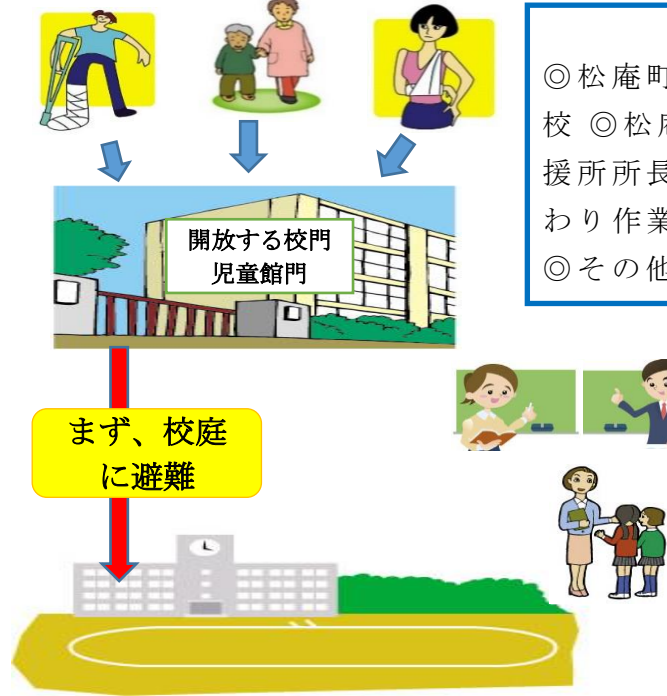 ◎松庵町
校 ◎松庵
援所所長
わり作業
◎その他
開放する校門
児童館門
まず、校庭
に避難